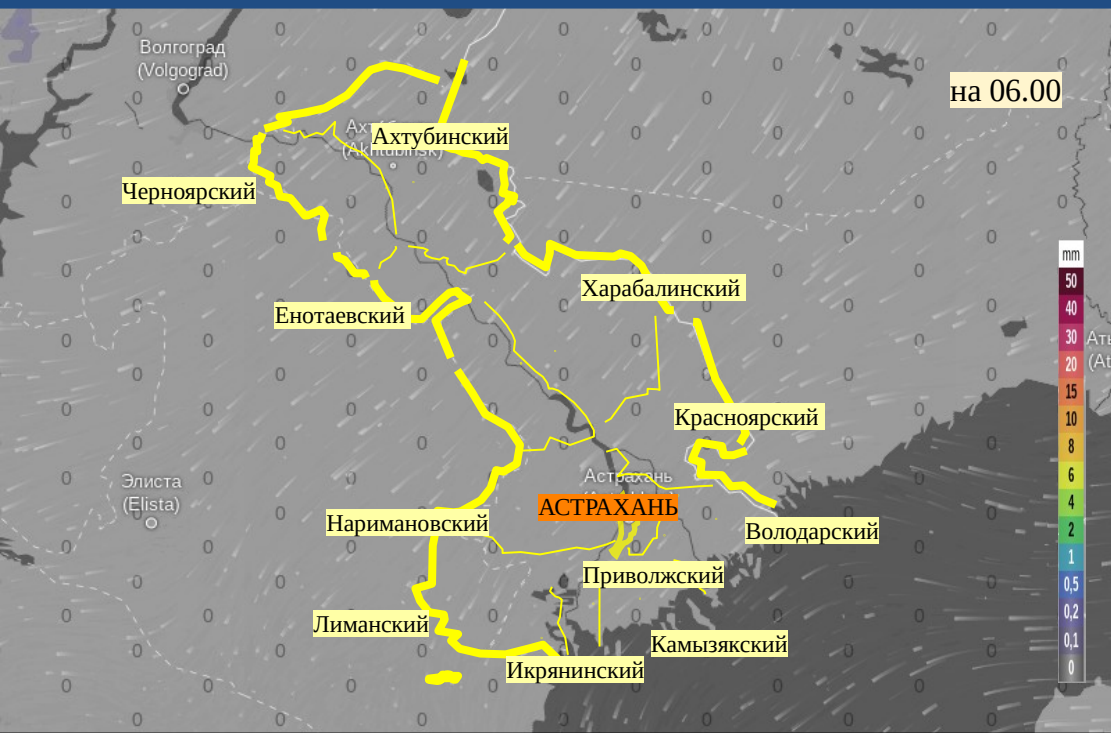 Волгоград
(Volgograd)
на 06.00
Ахтубинский
(Akhtubinsk)
Черноярский
mm
50
40
30
20
15
10
8
6
4
2
1
0,5
0,2
0,1
0
Харабалинский
Енотаевский
Красноярский
Элиста
(Elista)
Астрахань
АСТРАХАНЬ
Наримановский
Володарский
Приволжский
Лиманский
Камызякский
Икрянинский